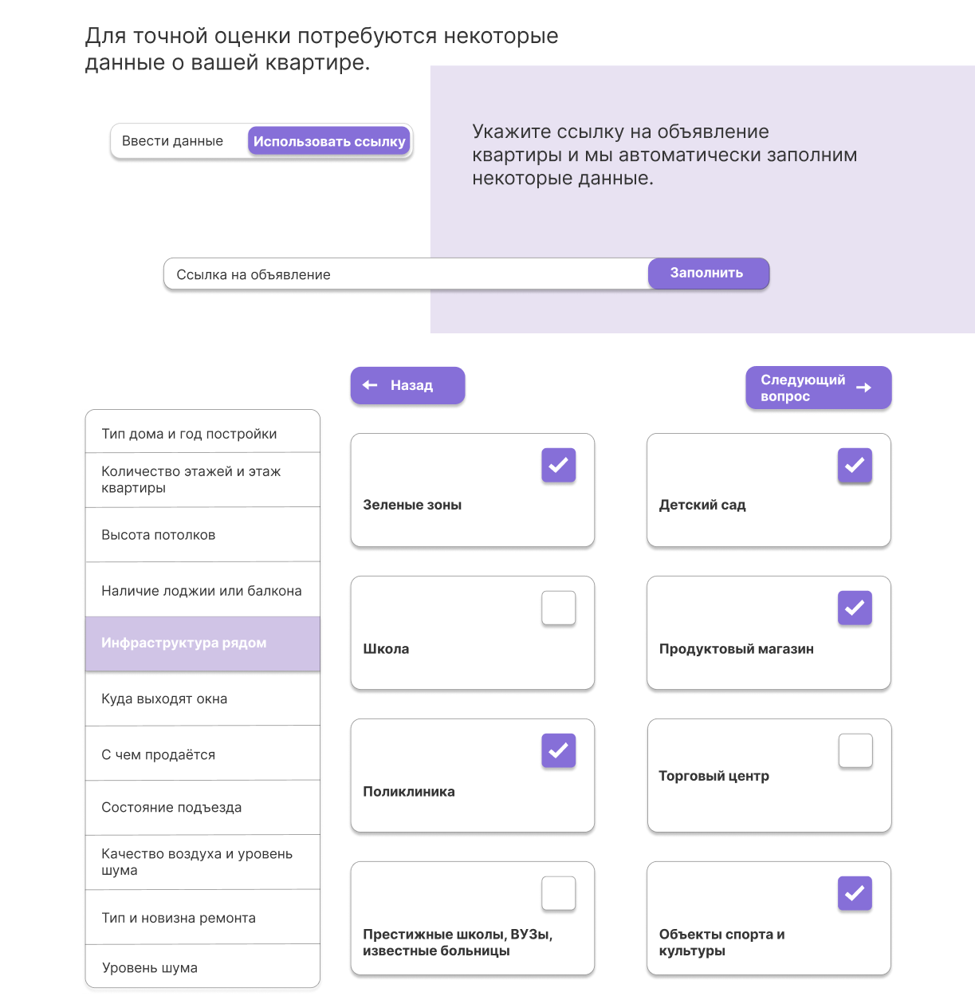 Для точной оценки потребуются некоторые
данные о вашей квартире.
Ввести данные
Использовать ссылку
Укажите ссылку на объявление
квартиры и мы автоматически заполним
некоторые данные.
Ссылка на объявление
Заполнить
Назад
Следующий
вопрос
Тип дома и год постройки
Количество этажей и этаж
квартиры
Высота потолков
Наличие лоджии или балкона
Инфраструктура рядом
Куда выходят окна
С чем продаётся
Состояние подъезда
Качество воздуха и уровень
шума
Тип и новизна ремонта
Уровень шума
Зеленые зоны
Детский сад
Школа
Продуктовый магазин
Поликлиника
Торговый центр
Престижные школы, ВУЗы,
известные больницы
Объекты спорта и
культуры